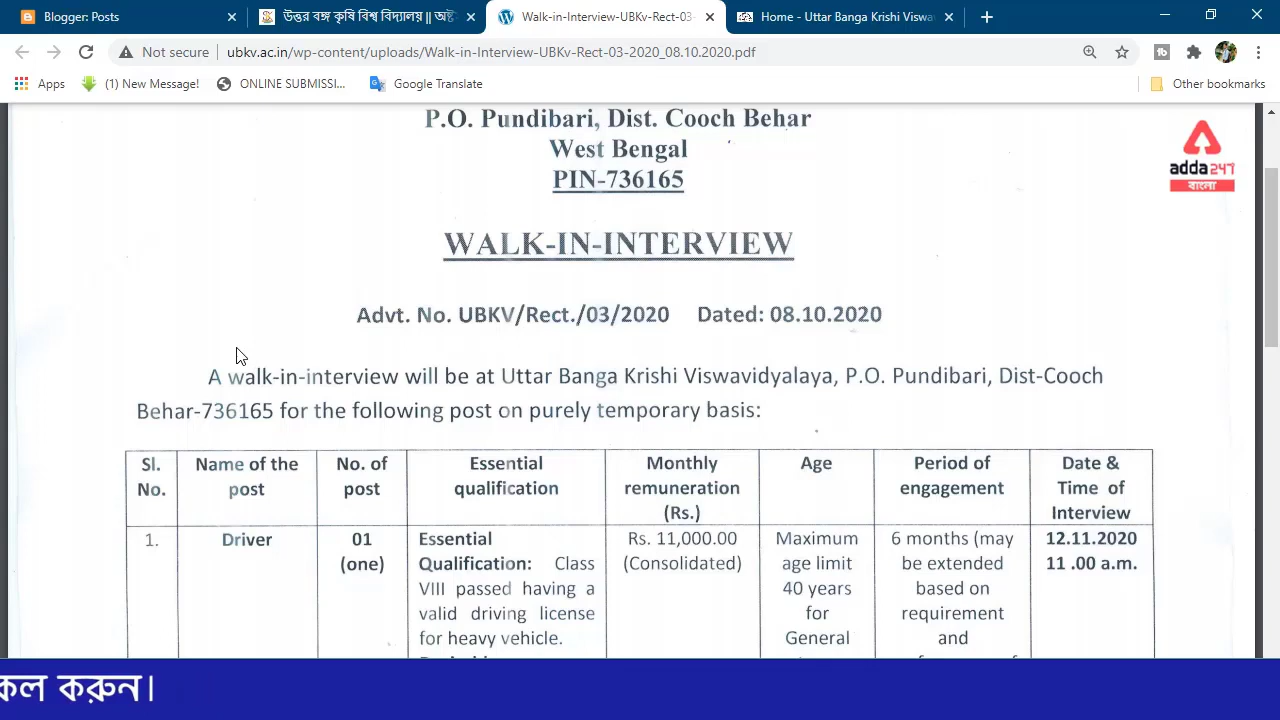 Blogger: Posts
উত্তর বঙ্গ কৃষি বিশ্ব বিদ্যালয় || অষ্ট
Walk-in-Interview-UBKv-Rect-03-
Home - Uttar Banga Krishi Viswa
Not secure
ubkv.ac.in/wp-content/uploads/Walk-in-Interview-UBKv-Rect-03-2020_08.10.2020.pdf
Apps
(1) New Message!
ONLINE SUBMISSI...
Google Translate
Other bookmarks
P.O. Pundibari, Dist. Cooch Behar
West Bengal
PIN-736165
adda247
বাংলা
WALK-IN-INTERVIEW
Advt. No. UBKV/Rect./03/2020 Dated: 08.10.2020
A walk-in-interview will be at Uttar Banga Krishi Viswavidyalaya, P.O. Pundibari, Dist-Cooch
Behar-736165 for the following post on purely temporary basis:
Sl. No.
Name of the post
No. of post
Essential qualification
Monthly remuneration (Rs.)
Age
Period of engagement
Date & Time of Interview
1.
Driver
01 (one)
Essential
Qualification: Class
VIII passed having a
valid driving license
for heavy vehicle.
Rs. 11,000.00
(Consolidated)
Maximum
age limit
40 years
for
General
6 months (may
be extended
based on
requirement
and
12.11.2020
11 .00 a.m.
কল করুন।